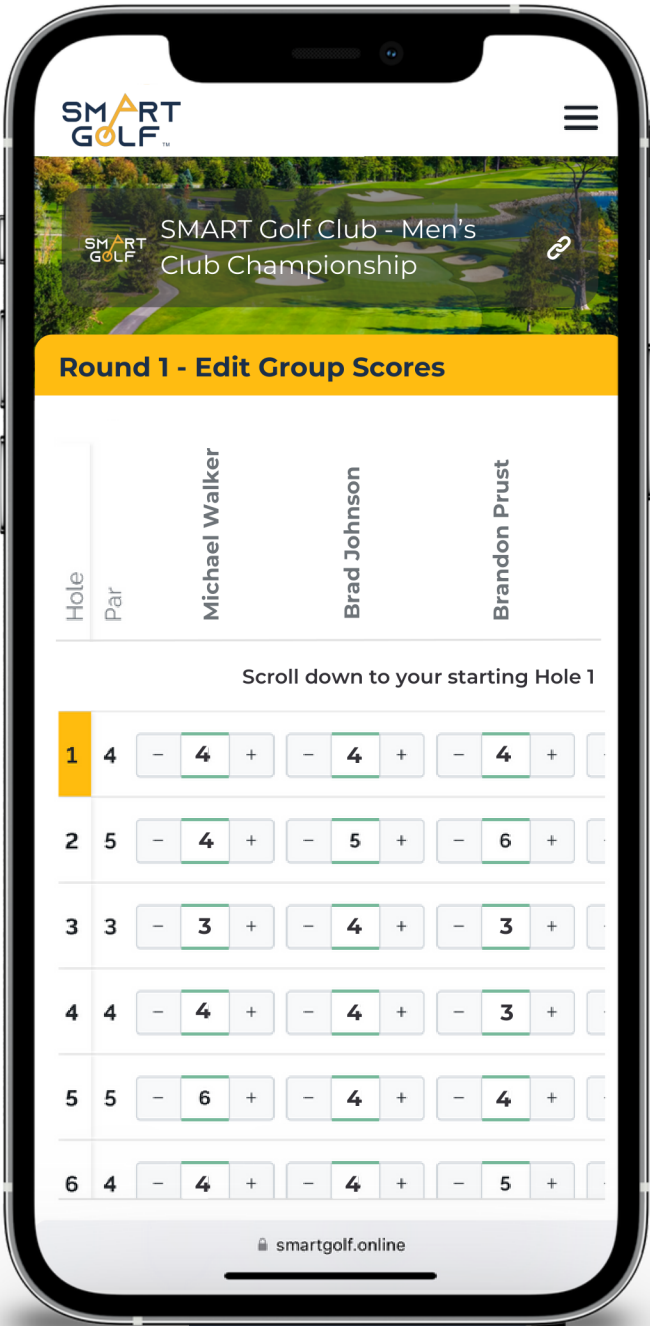 SMART
GOLF™
SMART
GOLF
SMART Golf Club - Men's
Club Championship
Round 1 - Edit Group Scores
Hole
Par
Michael Walker
Brad Johnson
Brandon Prust
Scroll down to your starting Hole 1
1 4 − 4 + − 4 + − 4 +
2 5 − 4 + − 5 + − 6 +
3 3 − 3 + − 4 + − 3 +
4 4 − 4 + − 4 + − 3 +
5 5 − 6 + − 4 + − 4 +
6 4 − 4 + − 4 + − 5 +
smartgolf.online